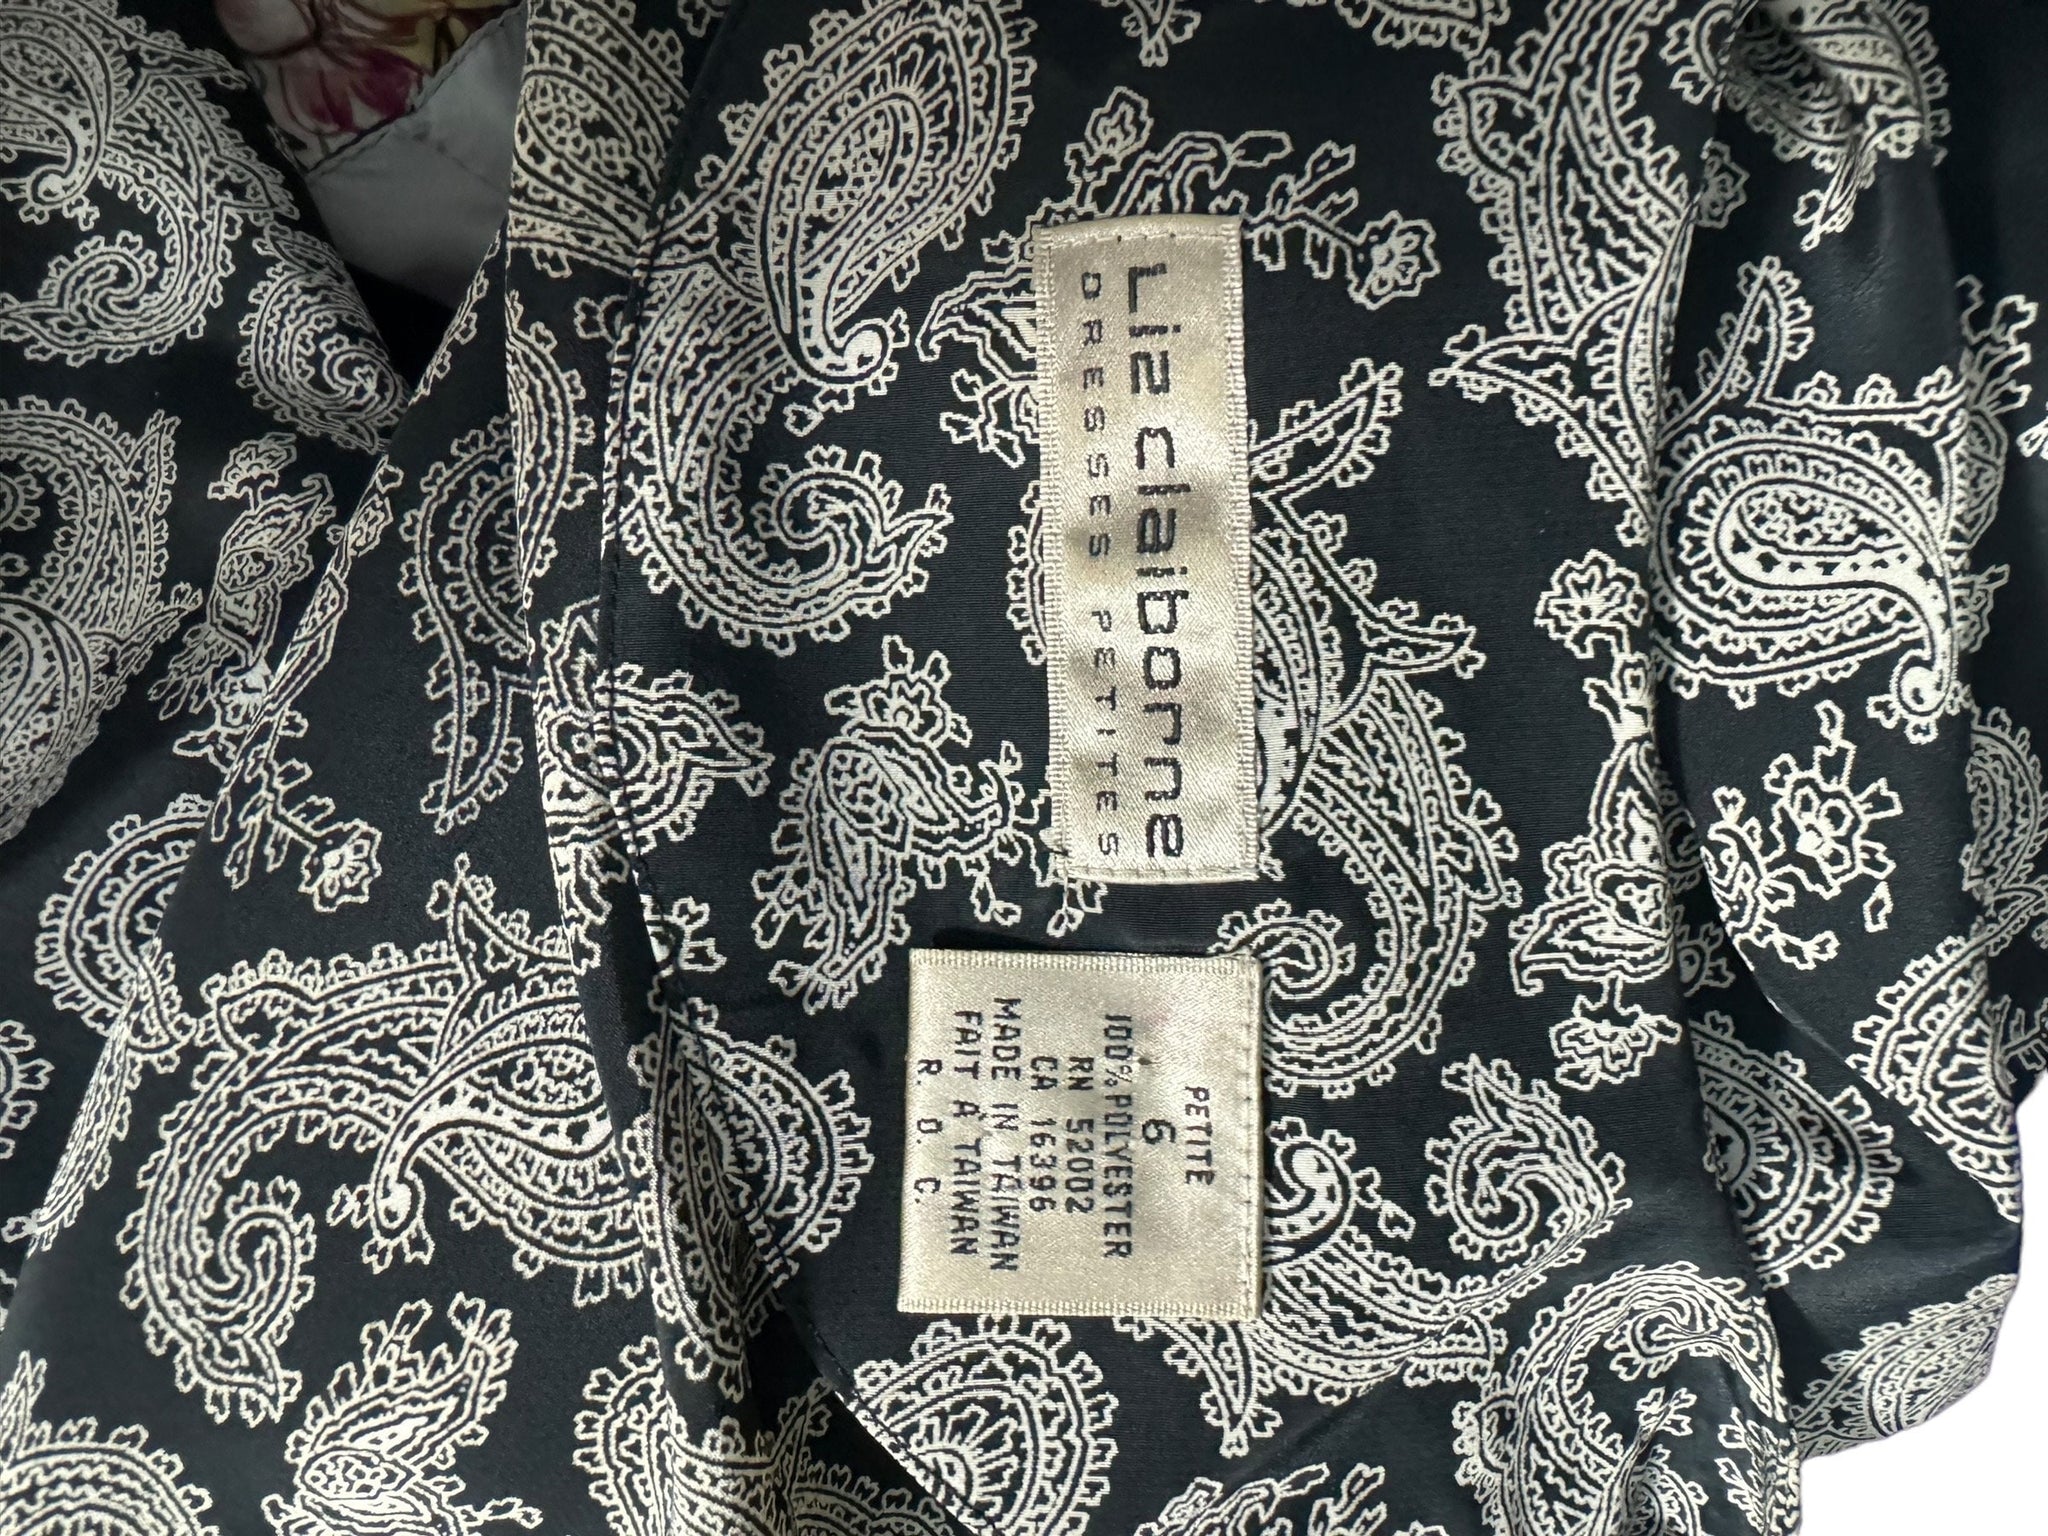 Liz claiborne
DRESSES PETITES
PETITE
6
100% POLYESTER
RN 52002
CA 16396
MADE IN TAIWAN
FAIT Á TAIWAN
R. O. C.